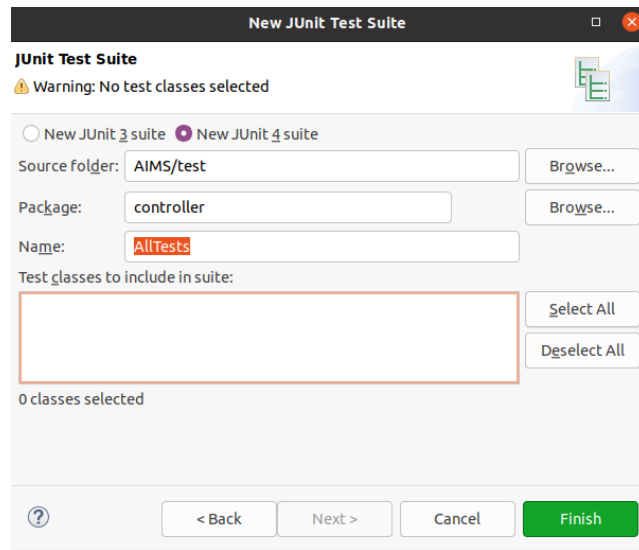 New JUnit Test Suite
JUnit Test Suite
Warning: No test classes selected
New JUnit 3 suite New JUnit 4 suite
Source folder: AIMS/test Browse...
Package: controller Browse...
Name: AllTests
Test classes to include in suite:
Select All
Deselect All
0 classes selected
? < Back Next > Cancel Finish